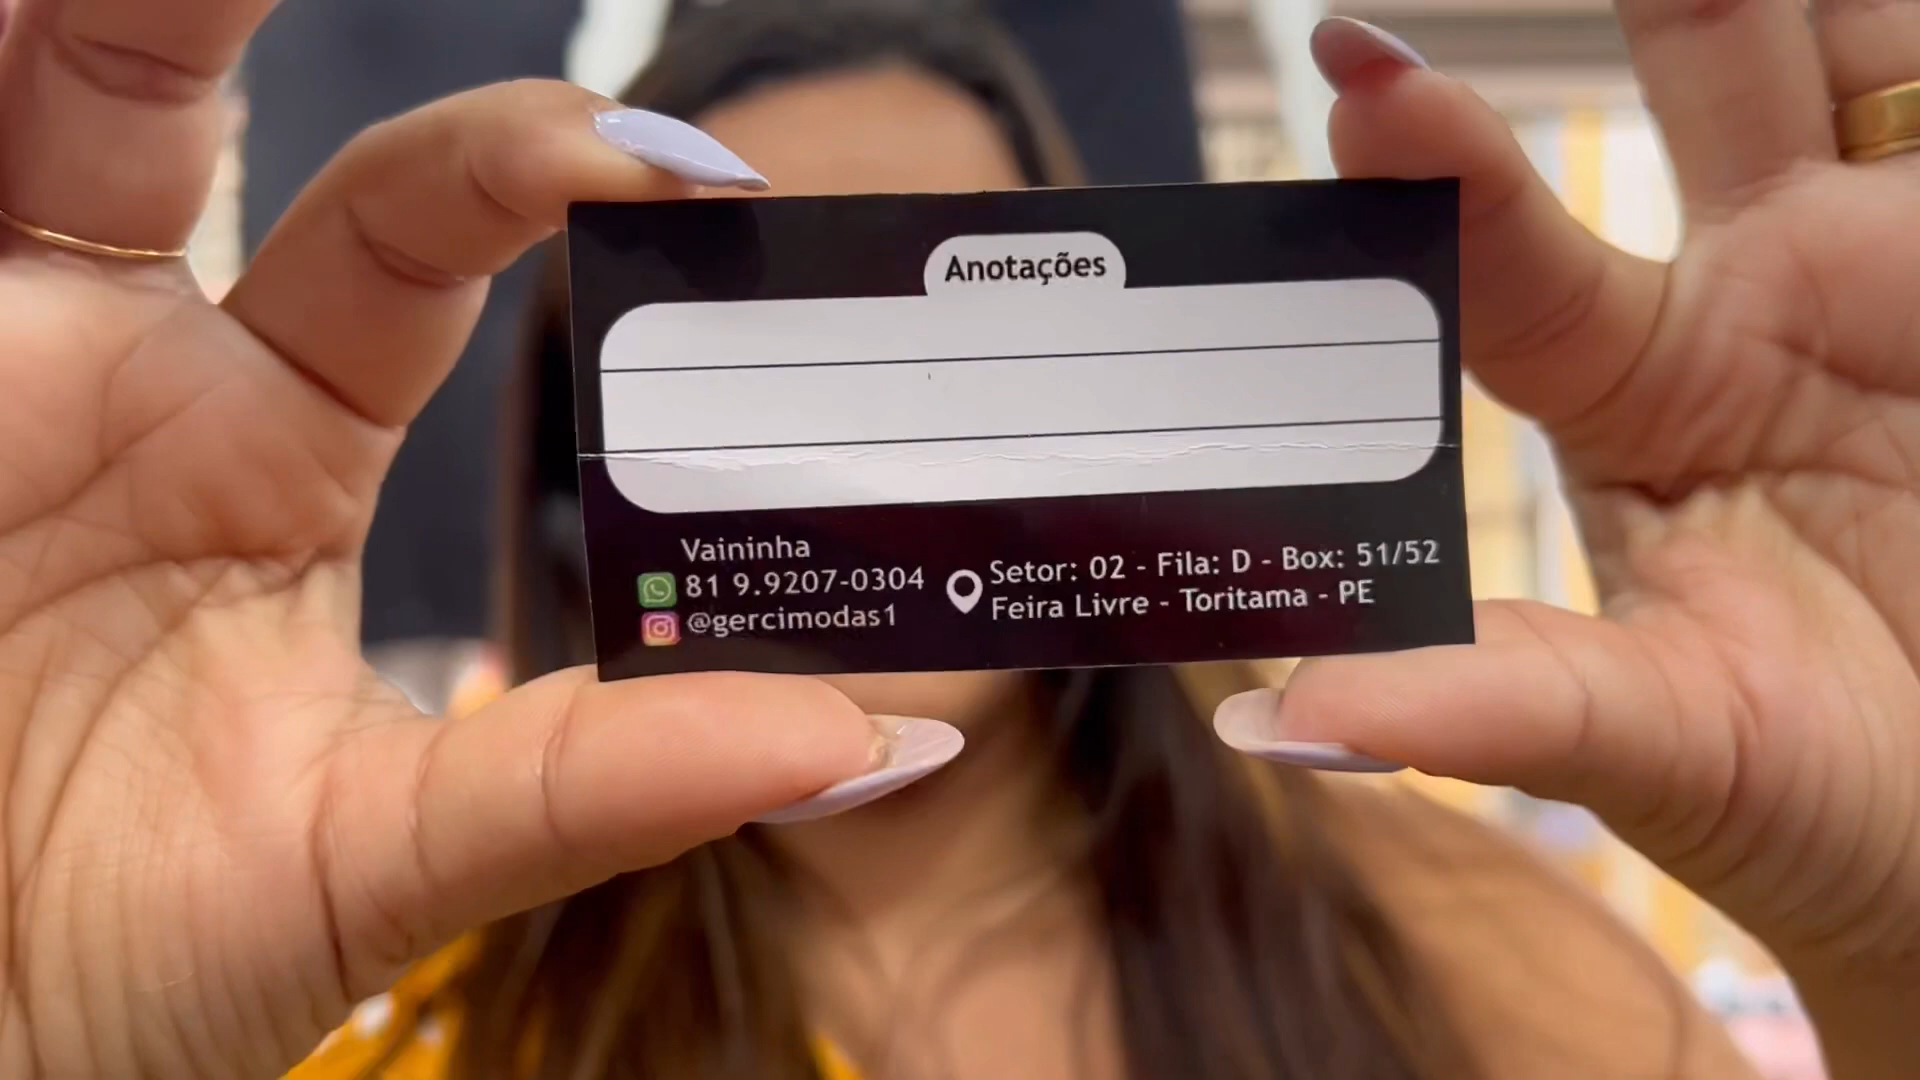 Anotações
Vaininha
81 9.9207-0304
@gercimodas1
Setor: 02 - Fila: D - Box: 51/52
Feira Livre - Toritama - PE